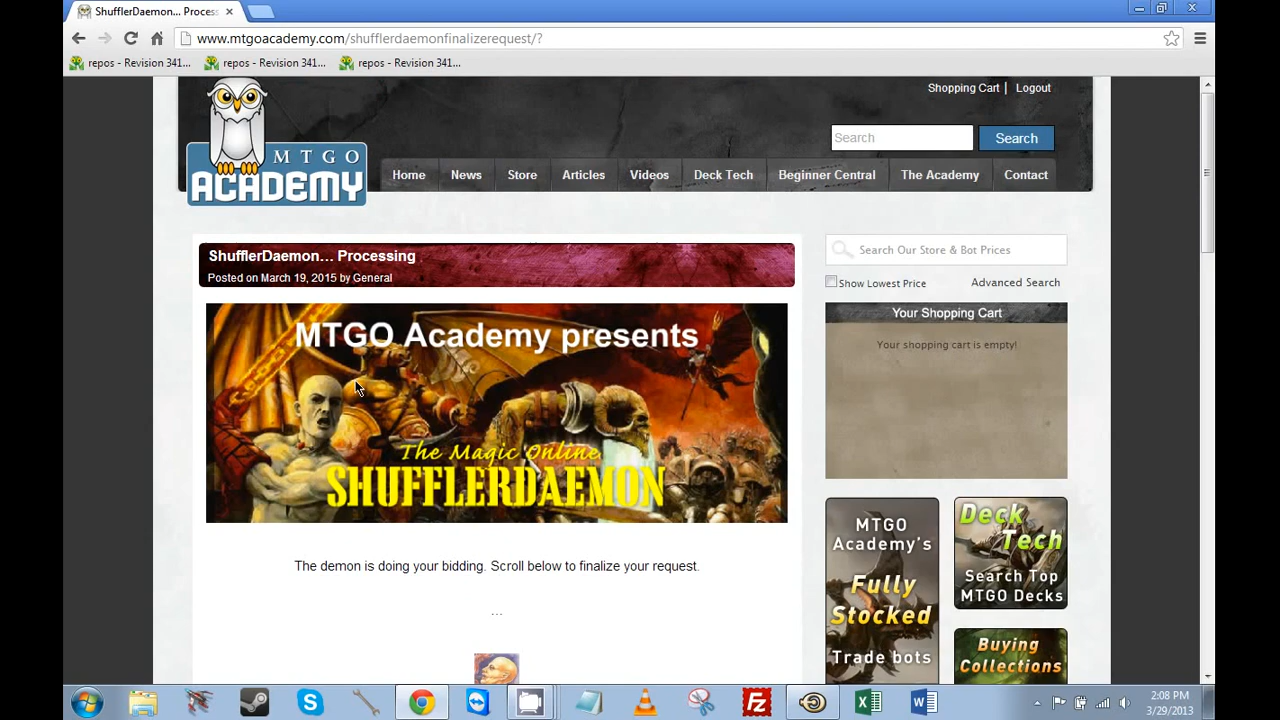 ShufflerDaemon... Process
www.mtgoacademy.com/shufflerdaemonfinalizerequest/?
repos - Revision 341...
repos - Revision 341...
repos - Revision 341...
Shopping Cart | Logout
Search
Search
MTGO
ACADEMY
Home
News
Store
Articles
Videos
Deck Tech
Beginner Central
The Academy
Contact
ShufflerDaemon... Processing
Posted on March 19, 2015 by General
MTGO Academy presents
The Magic Online
SHUFFLERDAEMON
The demon is doing your bidding. Scroll below to finalize your request.
...
Search Our Store & Bot Prices
Show Lowest Price
Advanced Search
Your Shopping Cart
Your shopping cart is empty!
MTGO
Academy's
Fully
Stocked
Trade bots
Deck
Tech
Search Top
MTGO Decks
Buying
Collections
2:08 PM
3/29/2013